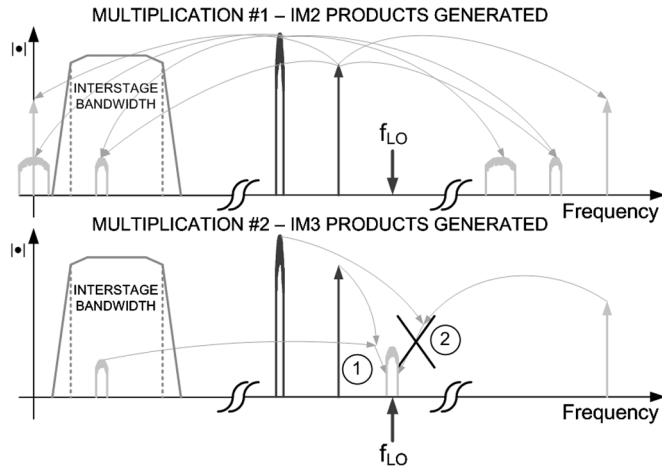 MULTIPLICATION #1 – IM2 PRODUCTS GENERATED
|•|
INTERSTAGE
BANDWIDTH
fLO
Frequency
MULTIPLICATION #2 – IM3 PRODUCTS GENERATED
|•|
INTERSTAGE
BANDWIDTH
1
2
Frequency
fLO